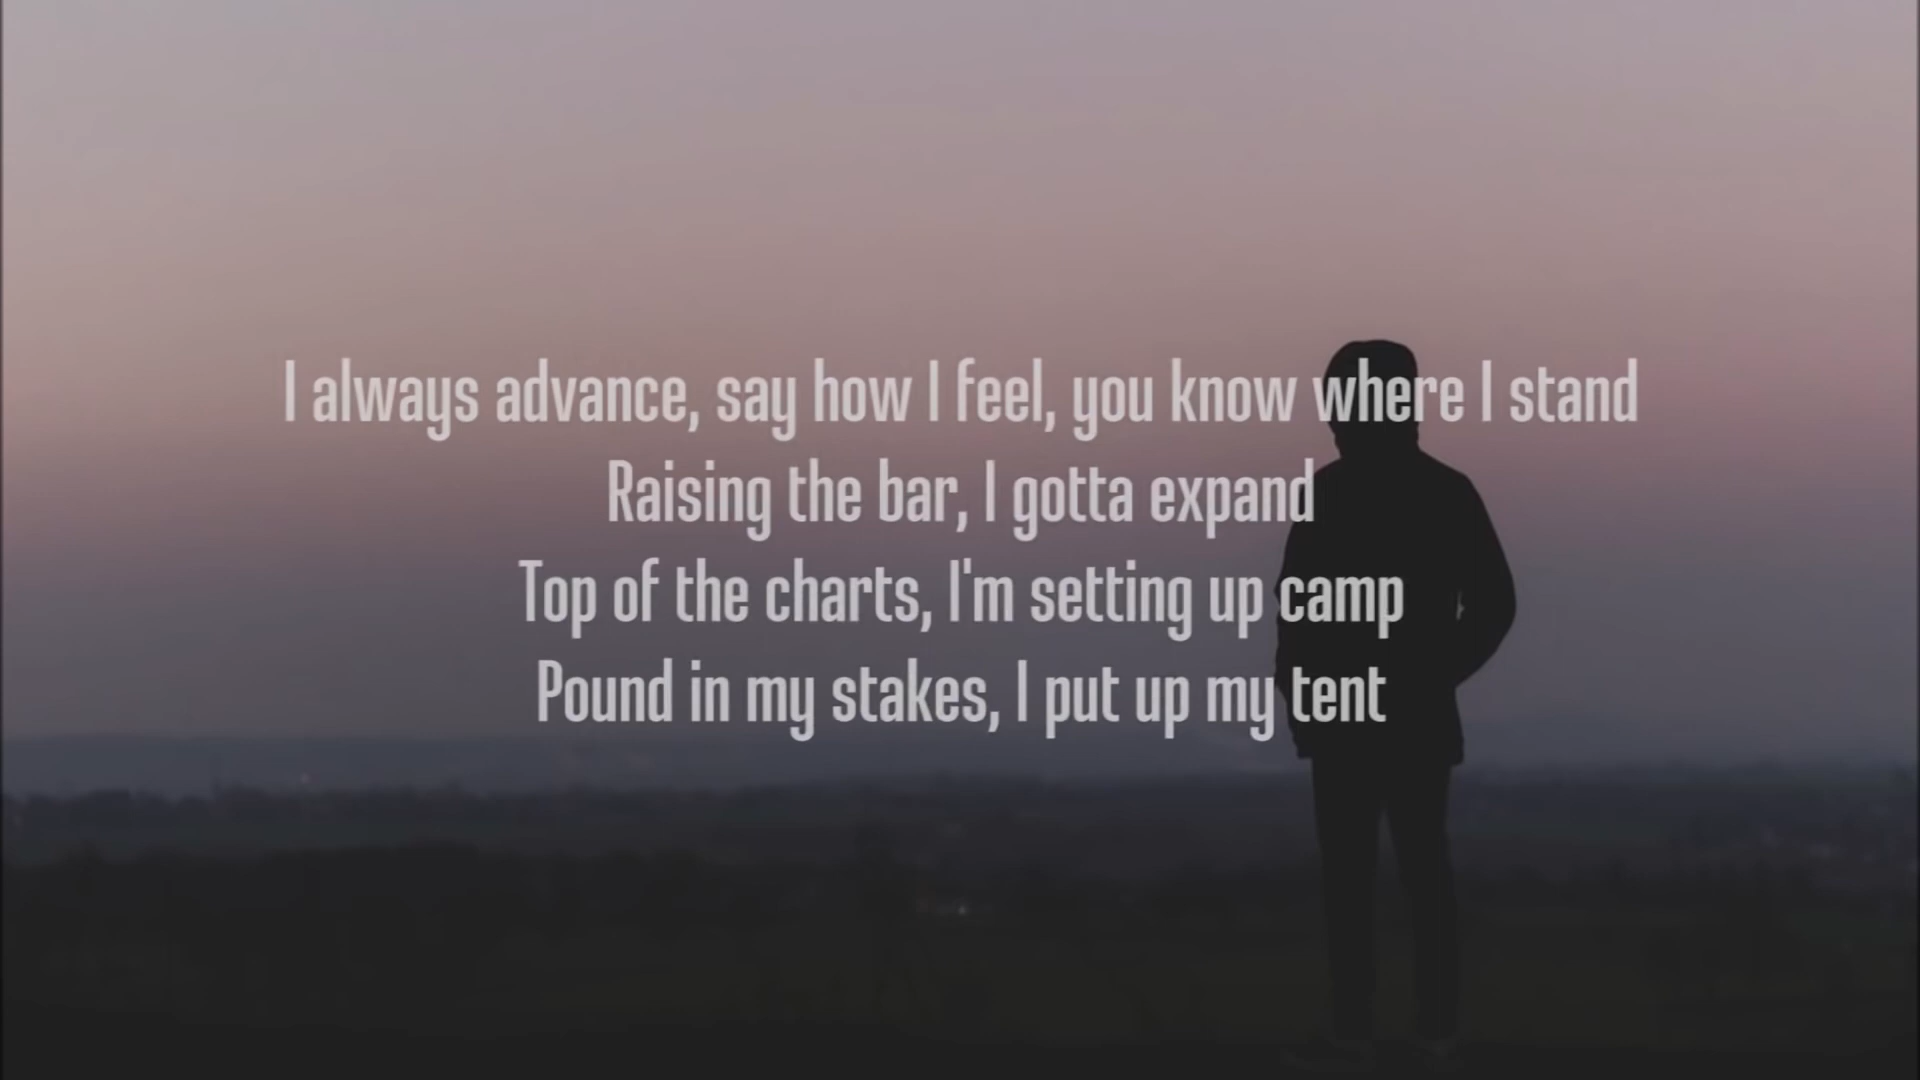 I always advance, say how I feel, you know where I stand
Raising the bar, I gotta expand
Top of the charts, I'm setting up camp
Pound in my stakes, I put up my tent